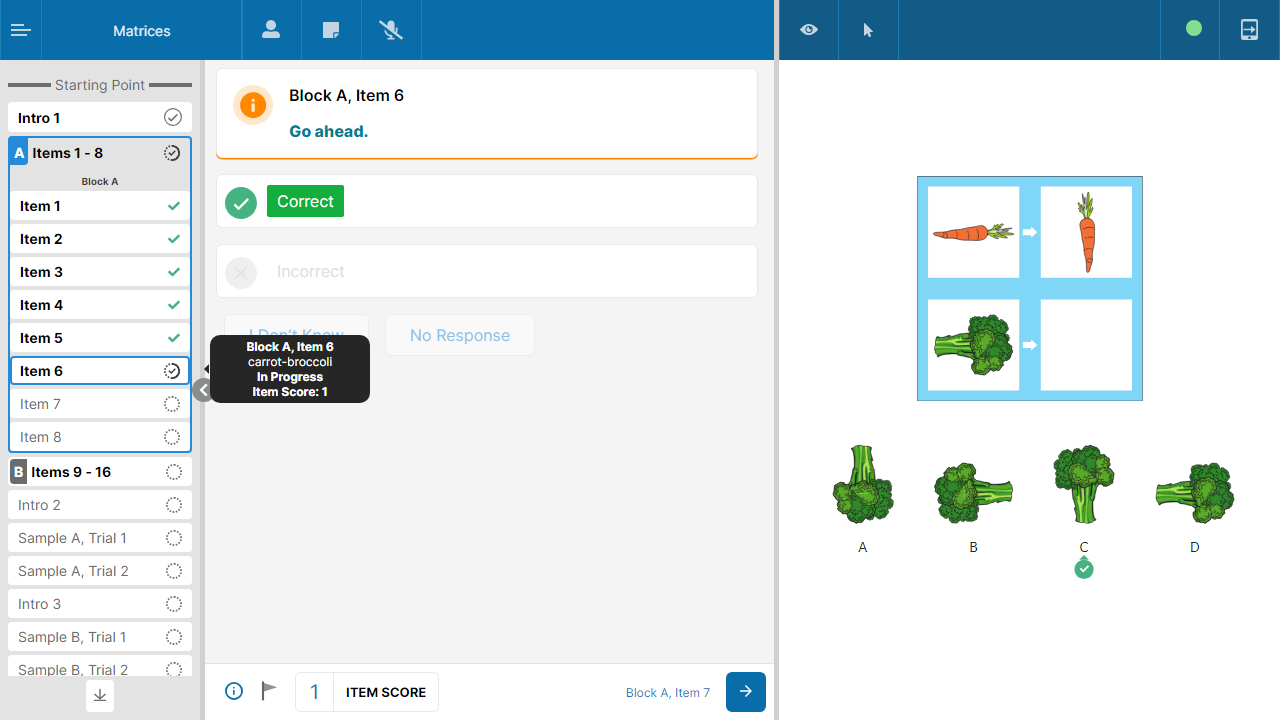 Matrices
Starting Point
Intro 1
A Items 1 - 8
Block A
Item 1
Item 2
Item 3
Item 4
Item 5
Item 6
Item 7
Item 8
B Items 9 - 16
Intro 2
Sample A, Trial 1
Sample A, Trial 2
Intro 3
Sample B, Trial 1
Sample B, Trial 2
Block A, Item 6
Go ahead.
Correct
Incorrect
I Don't Know
No Response
Block A, Item 6
carrot-broccoli
In Progress
Item Score: 1
1 ITEM SCORE
Block A, Item 7
A B C D